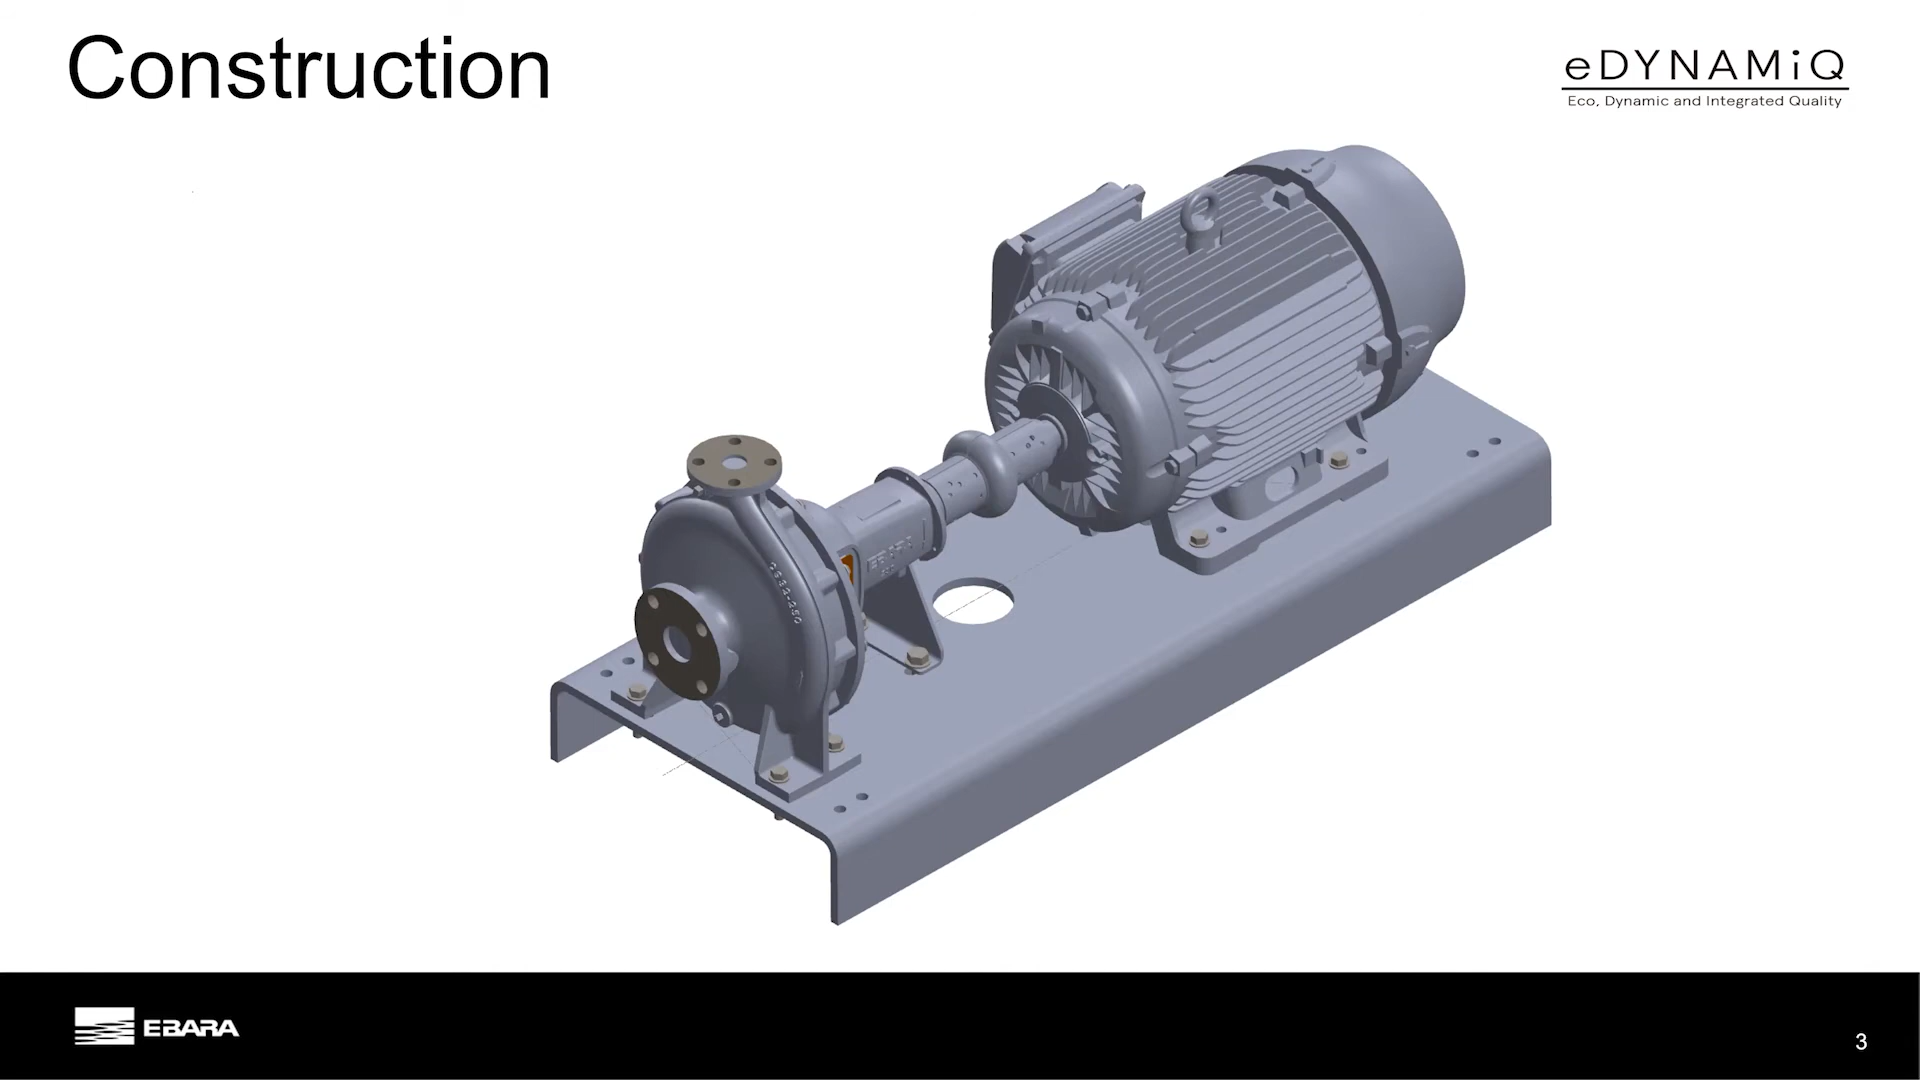 Construction
eDYNAMiQ
Eco, Dynamic and Integrated Quality
EBARA
3